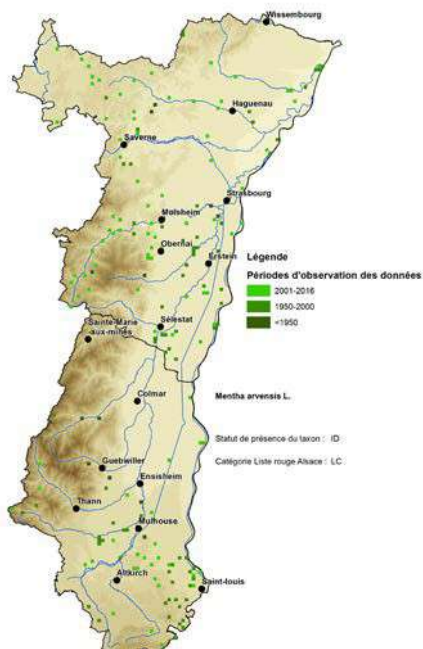 Wissembourg
Haguenau
Saverne
Strasbourg
Molsheim
Obernai
Erstein
Légende
Périodes d'observation des données
2001-2016
1950-2000
<1950
Sainte-Marie
aux-mines
Sélestat
Mentha arvensis L.
Colmar
Statut de présence du taxon : ID
Catégorie Liste rouge Alsace : LC
Guebwiller
Ensisheim
Thann
Mulhouse
Altkirch
Saint-louis